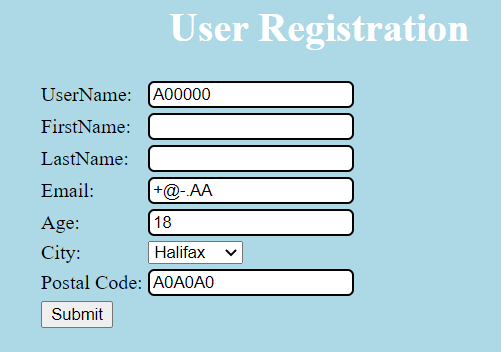 User Registration
UserName: A00000
FirstName:
LastName:
Email: +@-.AA
Age: 18
City: Halifax
Postal Code: A0A0A0
Submit